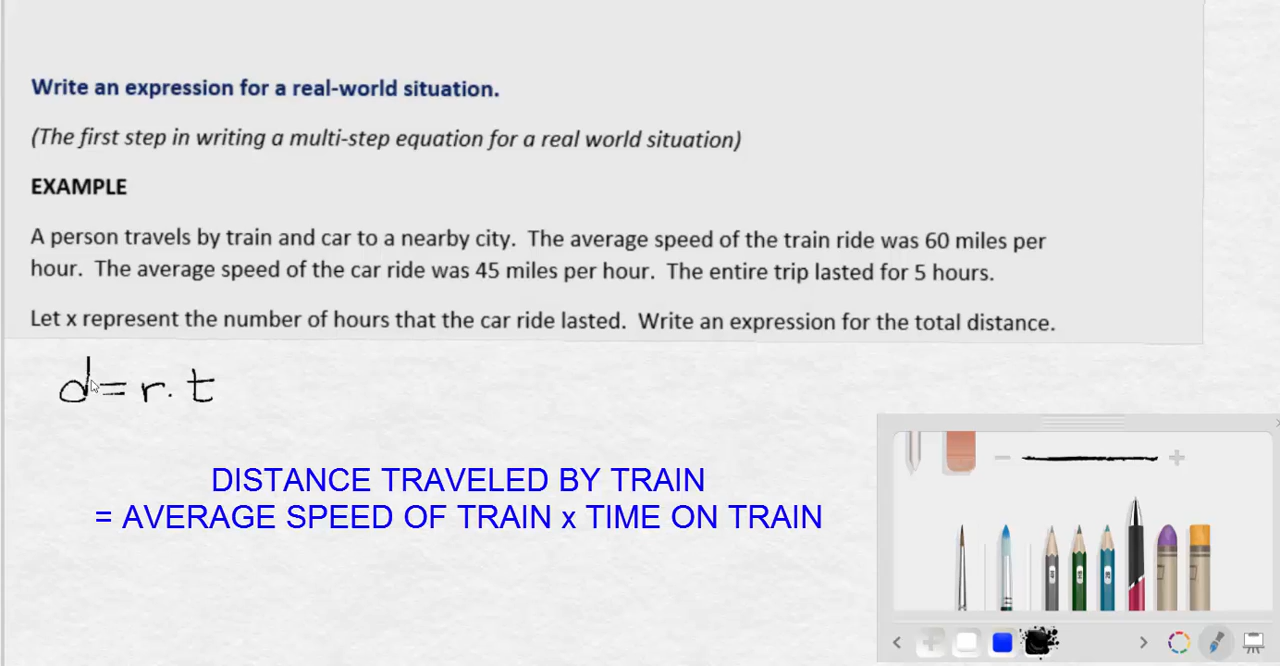 Write an expression for a real-world situation.
(The first step in writing a multi-step equation for a real world situation)
EXAMPLE
A person travels by train and car to a nearby city. The average speed of the train ride was 60 miles per
hour. The average speed of the car ride was 45 miles per hour. The entire trip lasted for 5 hours.
Let x represent the number of hours that the car ride lasted. Write an expression for the total distance.
d = r · t
DISTANCE TRAVELED BY TRAIN
= AVERAGE SPEED OF TRAIN x TIME ON TRAIN